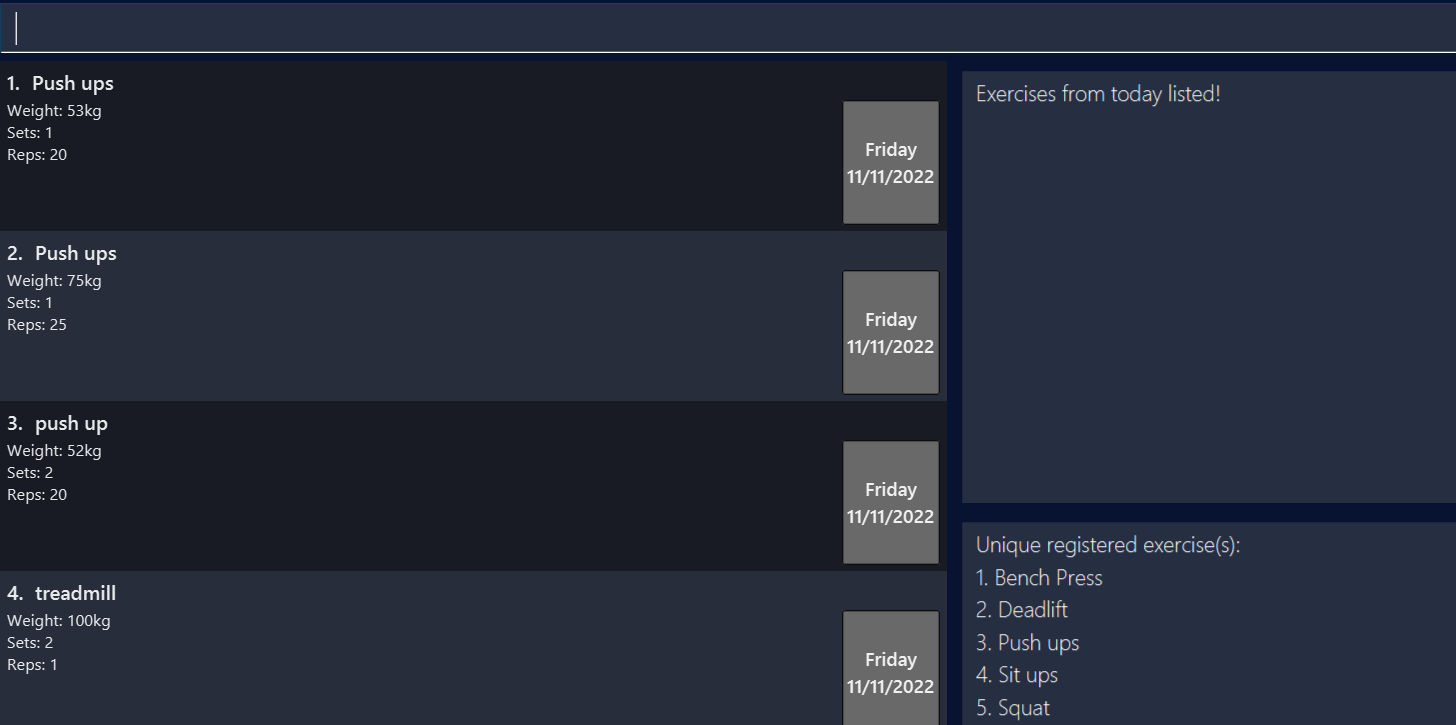 1. Push ups
Weight: 53kg
Sets: 1
Reps: 20
Friday
11/11/2022
2. Push ups
Weight: 75kg
Sets: 1
Reps: 25
Friday
11/11/2022
3. push up
Weight: 52kg
Sets: 2
Reps: 20
Friday
11/11/2022
4. treadmill
Weight: 100kg
Sets: 2
Reps: 1
Friday
11/11/2022
Exercises from today listed!
Unique registered exercise(s):
1. Bench Press
2. Deadlift
3. Push ups
4. Sit ups
5. Squat